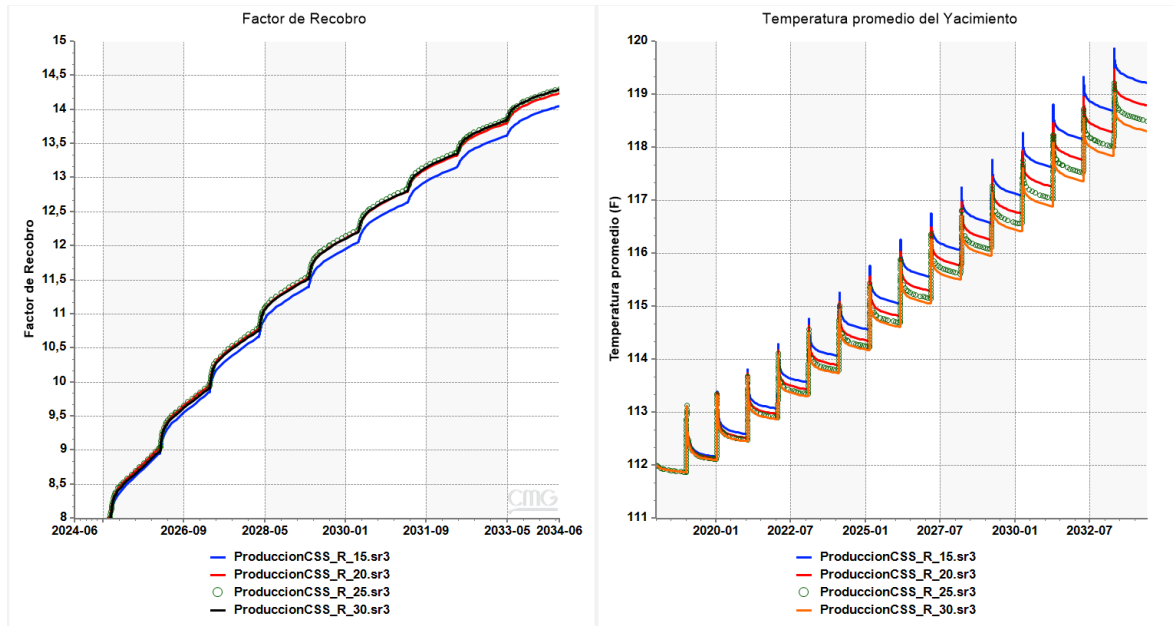 Factor de Recobro
15
14,5
14
13,5
13
12,5
12
11,5
11
10,5
10
9,5
9
8,5
8
Factor de Recobro
2024-06
2026-09
2028-05
2030-01
2031-09
2033-05
2034-06
CMG
ProduccionCSS_R_15.sr3
ProduccionCSS_R_20.sr3
ProduccionCSS_R_25.sr3
ProduccionCSS_R_30.sr3
Temperatura promedio del Yacimiento
120
119
118
117
116
115
114
113
112
111
Temperatura promedio (F)
2020-01
2022-07
2025-01
2027-07
2030-01
2032-07
ProduccionCSS_R_15.sr3
ProduccionCSS_R_20.sr3
ProduccionCSS_R_25.sr3
ProduccionCSS_R_30.sr3